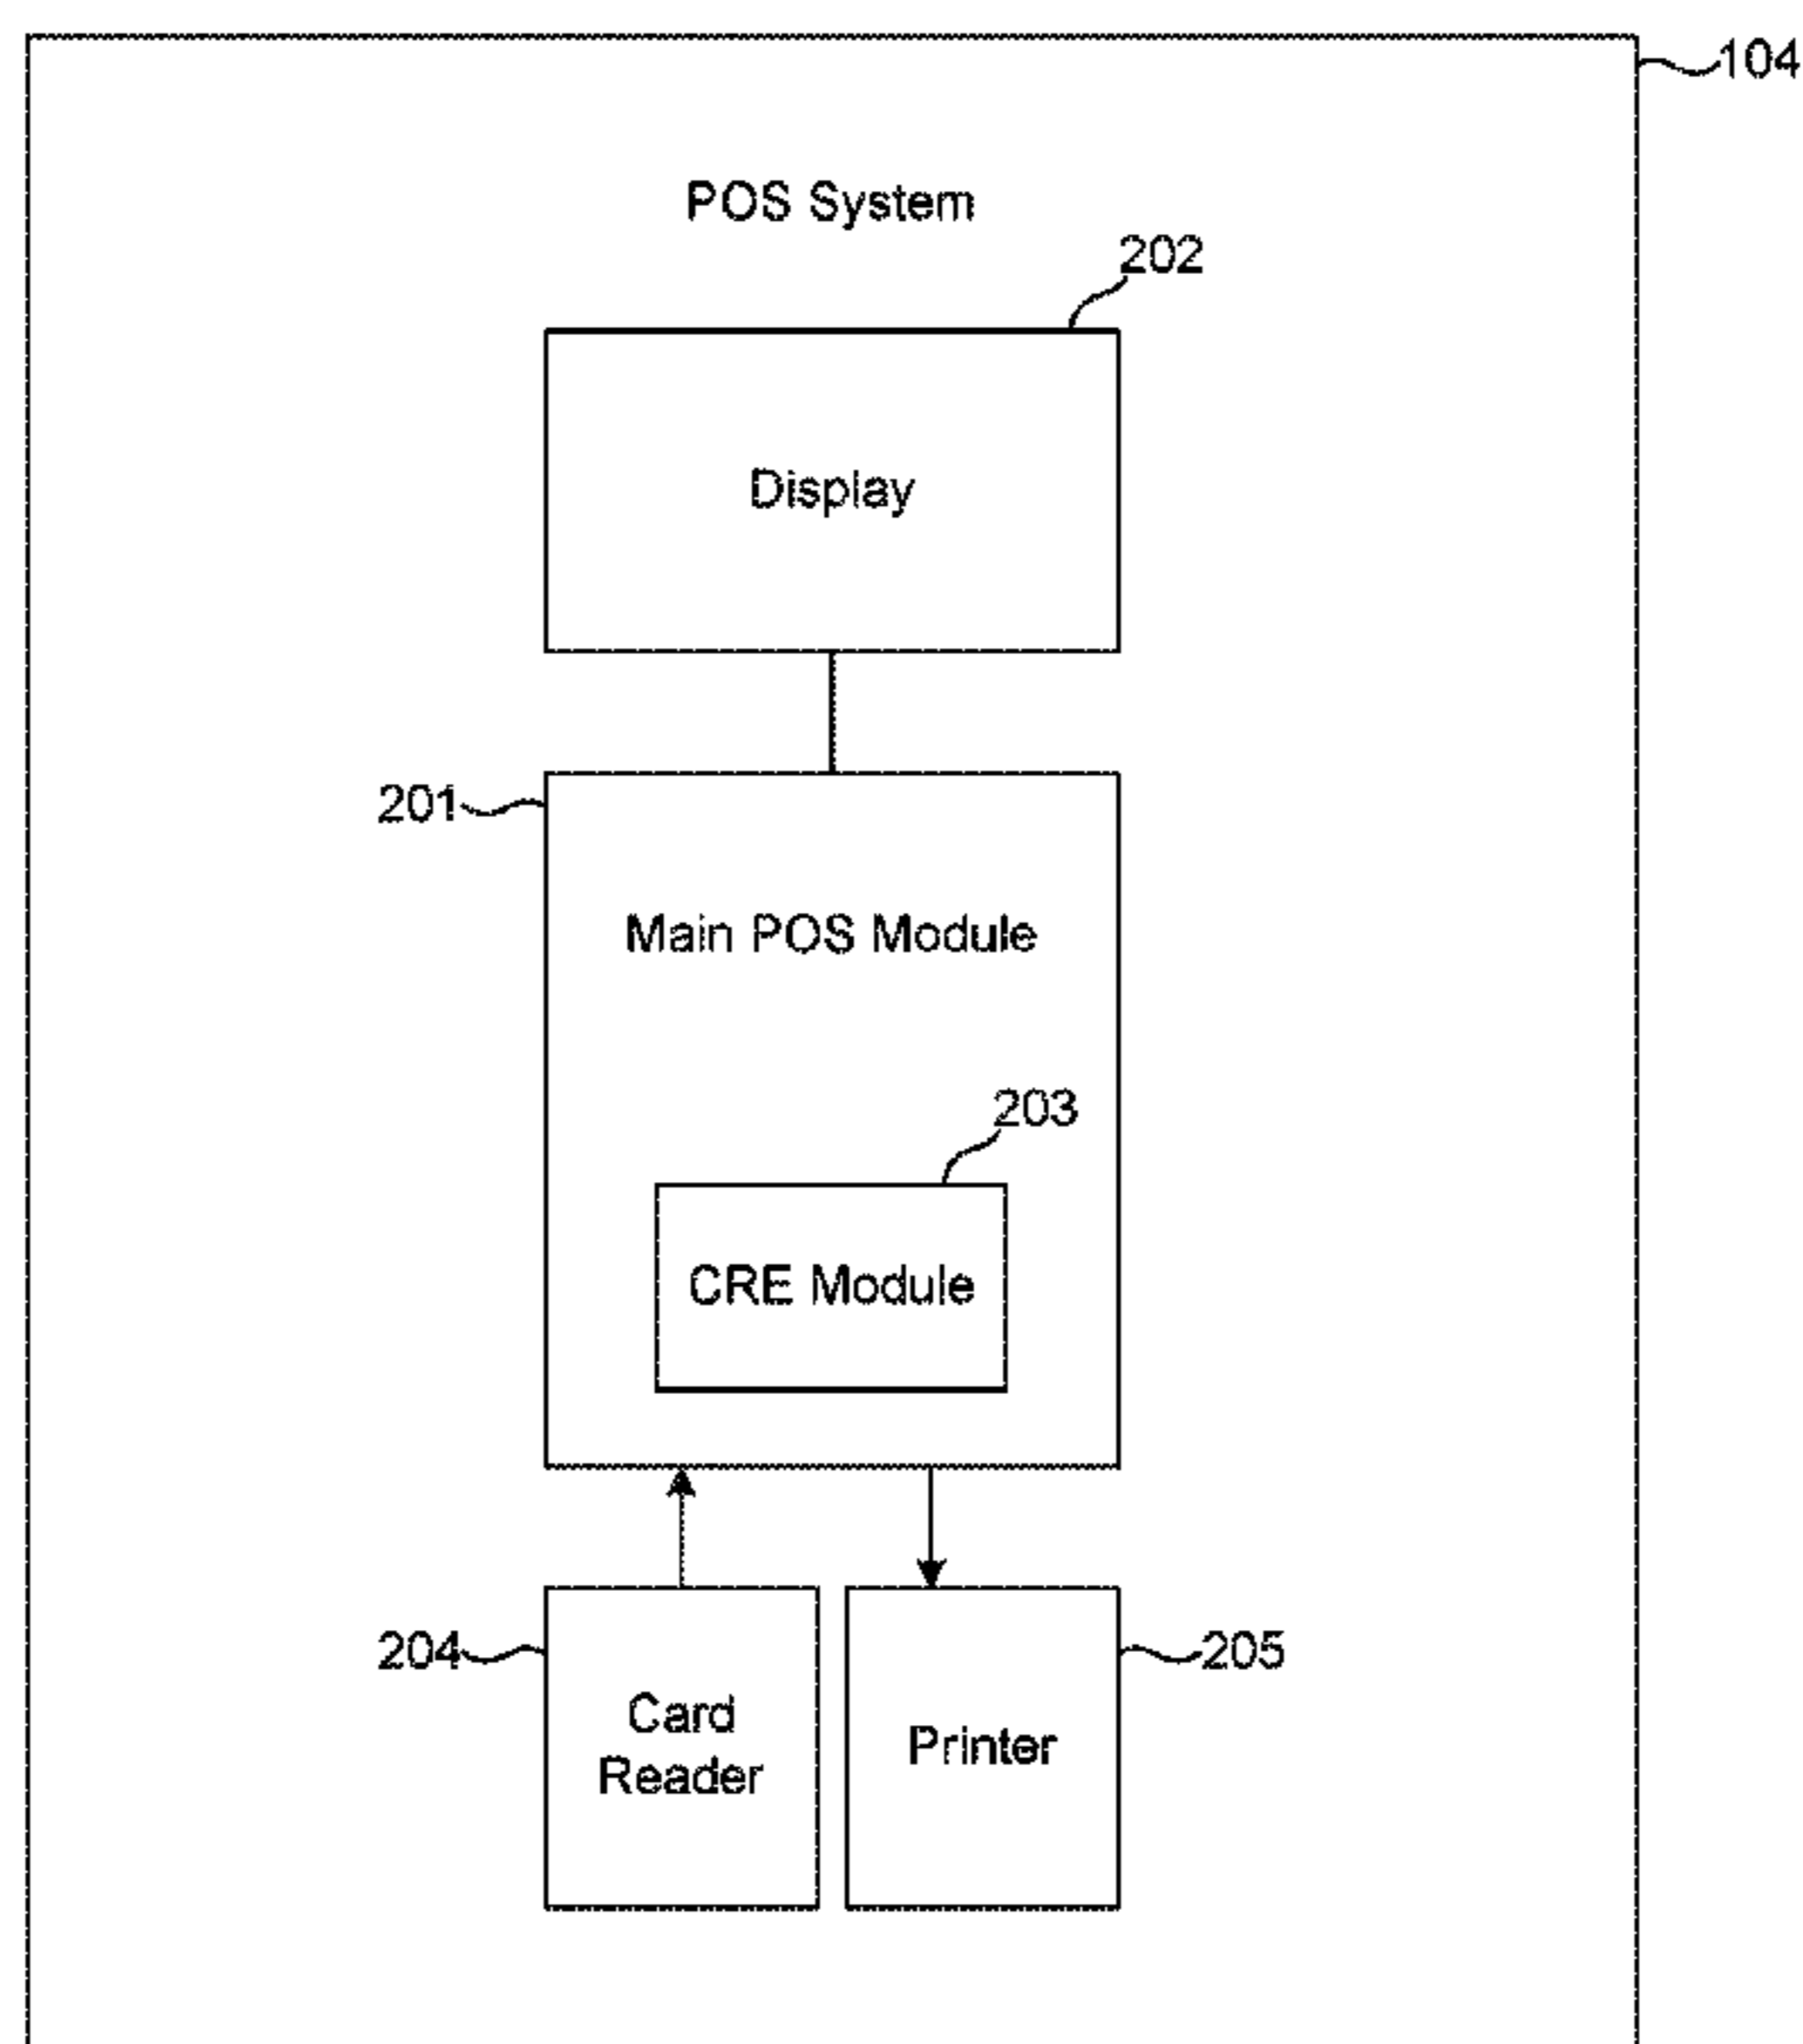 104
POS System
202
Display
201
Main POS Module
203
CRE Module
204
205
Card
Reader
Printer